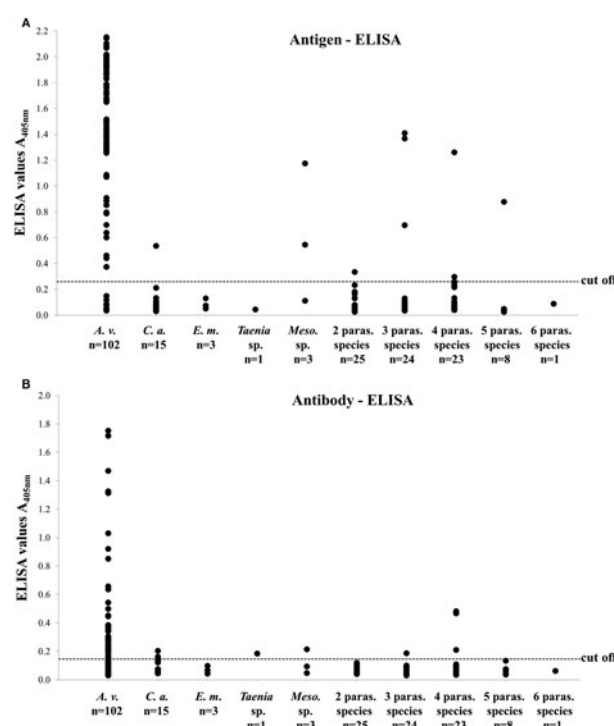 A
Antigen - ELISA
ELISA values A405nm
2.2
2.0
1.8
1.6
1.4
1.2
1.0
0.8
0.6
0.4
0.2
0.0
cut off
A. v. C. a. E. m. Taenia Meso. 2 paras. 3 paras. 4 paras. 5 paras. 6 paras.
n=102 n=15 n=3 sp. sp. species species species species species
n=1 n=3 n=25 n=24 n=23 n=8 n=1
B
Antibody - ELISA
ELISA values A405nm
2.0
1.8
1.6
1.4
1.2
1.0
0.8
0.6
0.4
0.2
0.0
cut off
A. v. C. a. E. m. Taenia Meso. 2 paras. 3 paras. 4 paras. 5 paras. 6 paras.
n=102 n=15 n=3 sp. sp. species species species species species
n=1 n=3 n=25 n=24 n=23 n=8 n=1